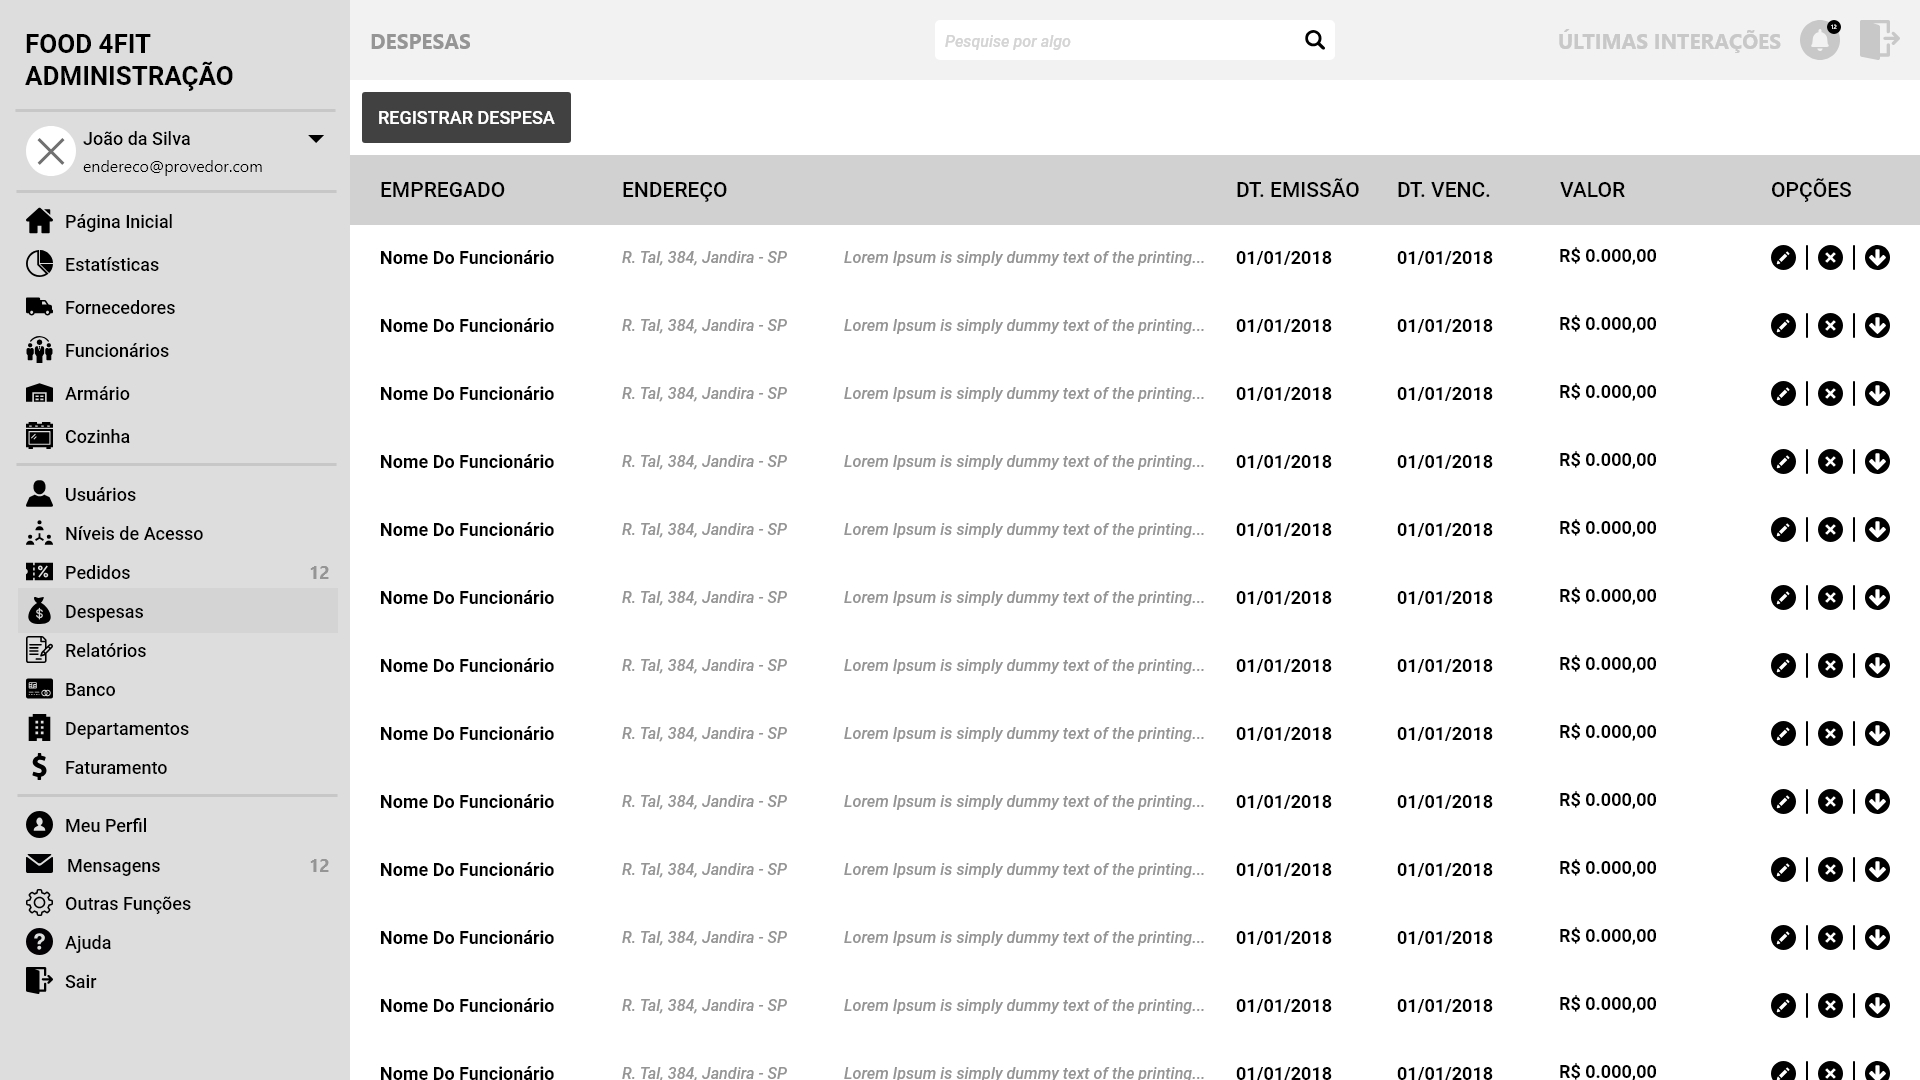 FOOD 4FIT
ADMINISTRAÇÃO
João da Silva
endereco@provedor.com
Página Inicial
Estatísticas
Fornecedores
Funcionários
Armário
Cozinha
Usuários
Níveis de Acesso
Pedidos 12
Despesas
Relatórios
Banco
Departamentos
Faturamento
Meu Perfil
Mensagens 12
Outras Funções
Ajuda
Sair
DESPESAS Pesquise por algo ÚLTIMAS INTERAÇÕES 12
REGISTRAR DESPESA
EMPREGADO ENDEREÇO DT. EMISSÃO DT. VENC. VALOR OPÇÕES
Nome Do Funcionário R. Tal, 384, Jandira - SP Lorem Ipsum is simply dummy text of the printing... 01/01/2018 01/01/2018 R$ 0.000,00
Nome Do Funcionário R. Tal, 384, Jandira - SP Lorem Ipsum is simply dummy text of the printing... 01/01/2018 01/01/2018 R$ 0.000,00
Nome Do Funcionário R. Tal, 384, Jandira - SP Lorem Ipsum is simply dummy text of the printing... 01/01/2018 01/01/2018 R$ 0.000,00
Nome Do Funcionário R. Tal, 384, Jandira - SP Lorem Ipsum is simply dummy text of the printing... 01/01/2018 01/01/2018 R$ 0.000,00
Nome Do Funcionário R. Tal, 384, Jandira - SP Lorem Ipsum is simply dummy text of the printing... 01/01/2018 01/01/2018 R$ 0.000,00
Nome Do Funcionário R. Tal, 384, Jandira - SP Lorem Ipsum is simply dummy text of the printing... 01/01/2018 01/01/2018 R$ 0.000,00
Nome Do Funcionário R. Tal, 384, Jandira - SP Lorem Ipsum is simply dummy text of the printing... 01/01/2018 01/01/2018 R$ 0.000,00
Nome Do Funcionário R. Tal, 384, Jandira - SP Lorem Ipsum is simply dummy text of the printing... 01/01/2018 01/01/2018 R$ 0.000,00
Nome Do Funcionário R. Tal, 384, Jandira - SP Lorem Ipsum is simply dummy text of the printing... 01/01/2018 01/01/2018 R$ 0.000,00
Nome Do Funcionário R. Tal, 384, Jandira - SP Lorem Ipsum is simply dummy text of the printing... 01/01/2018 01/01/2018 R$ 0.000,00
Nome Do Funcionário R. Tal, 384, Jandira - SP Lorem Ipsum is simply dummy text of the printing... 01/01/2018 01/01/2018 R$ 0.000,00
Nome Do Funcionário R. Tal, 384, Jandira - SP Lorem Ipsum is simply dummy text of the printing... 01/01/2018 01/01/2018 R$ 0.000,00
Nome Do Funcionário R. Tal, 384, Jandira - SP Lorem Ipsum is simply dummy text of the printing... 01/01/2018 01/01/2018 R$ 0.000,00